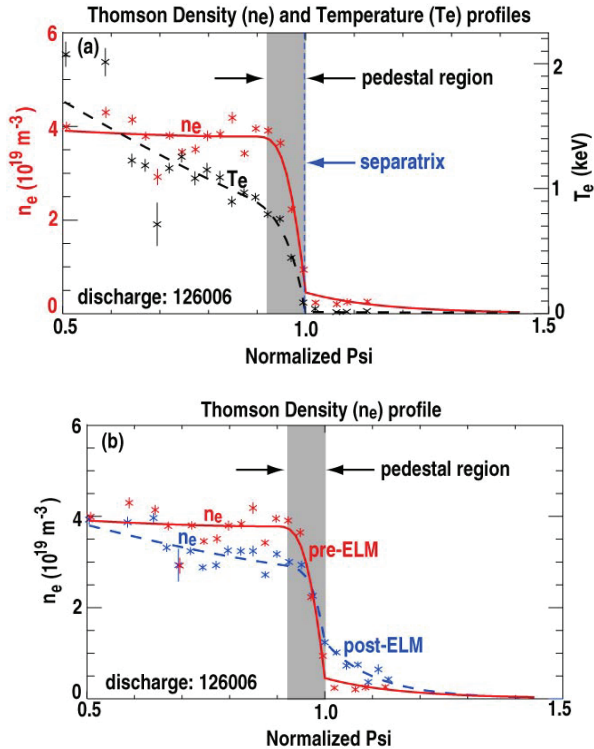 Thomson Density (ne) and Temperature (Te) profiles
(a)
6
4
2
0
ne (10^19 m^-3)
2
1
0
Te (keV)
pedestal region
ne
separatrix
Te
discharge: 126006
0.5
1.0
1.5
Normalized Psi
Thomson Density (ne) profile
(b)
6
4
2
0
ne (10^19 m^-3)
pedestal region
ne
ne
pre-ELM
post-ELM
discharge: 126006
0.5
1.0
1.5
Normalized Psi